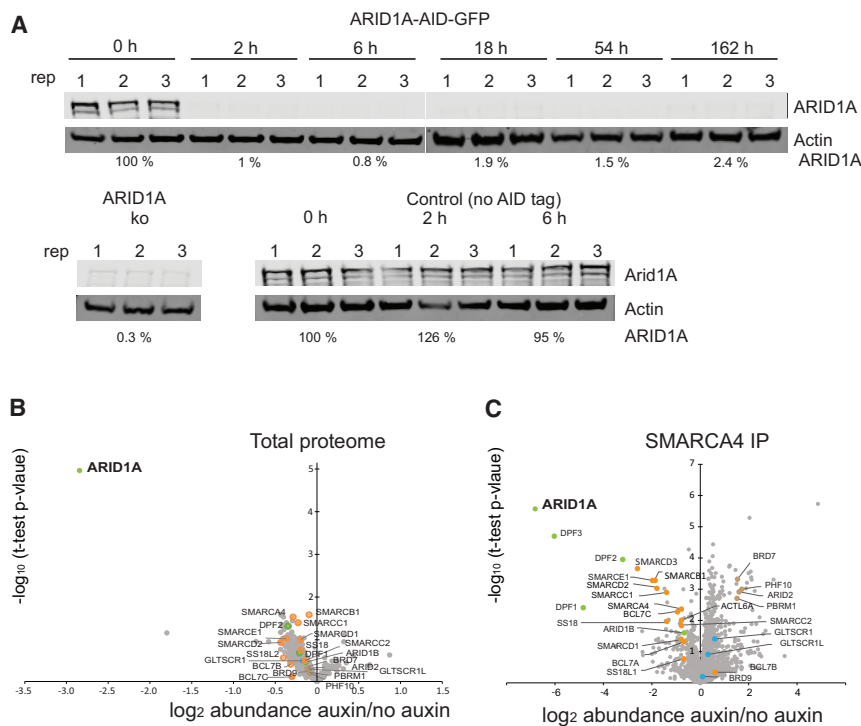 A
ARID1A-AID-GFP
0 h 2 h 6 h 18 h 54 h 162 h
rep 1 2 3 1 2 3 1 2 3 1 2 3 1 2 3 1 2 3
ARID1A
Actin
100 % 1 % 0.8 % 1.9 % 1.5 % 2.4 % ARID1A
ARID1A
ko
Control (no AID tag)
0 h 2 h 6 h
rep 1 2 3 1 2 3 1 2 3 1 2 3
Arid1A
Actin
0.3 % 100 % 126 % 95 % ARID1A
B
Total proteome
-log10 (t-test p-vlaue)
5
4
3
2
1
ARID1A
SMARCA4
SMARCB1
DPF2
SMARCC1
SMARCE1
SMARCD1
SMARCD2
SS18
SMARCC2
SS18L2
DPF1
ARID1B
GLTSCR1
BRD7
BCL7B
ARID2
GLTSCR1L
BRD9
PBRM1
BCL7C
PHF10
-3.5 -3.0 -2.5 -2.0 -1.5 -1.0 -0.5 0 0.5 1.0 1.5
log2 abundance auxin/no auxin
C
SMARCA4 IP
-log10 (t-test p-vlaue)
7
6
5
4
3
2
1
ARID1A
DPF3
DPF2
SMARCD3
BRD7
SMARCE1
SMARCB1
SMARCD2
PHF10
SMARCC1
ARID2
DPF1
SMARCA4
ACTL6A
PBRM1
BCL7C
SS18
SMARCC2
ARID1B
GLTSCR1
SMARCD1
GLTSCR1L
BCL7A
BCL7B
SS18L1
BRD9
-8 -6 -4 -2 0 2 4 6
log2 abundance auxin/no auxin